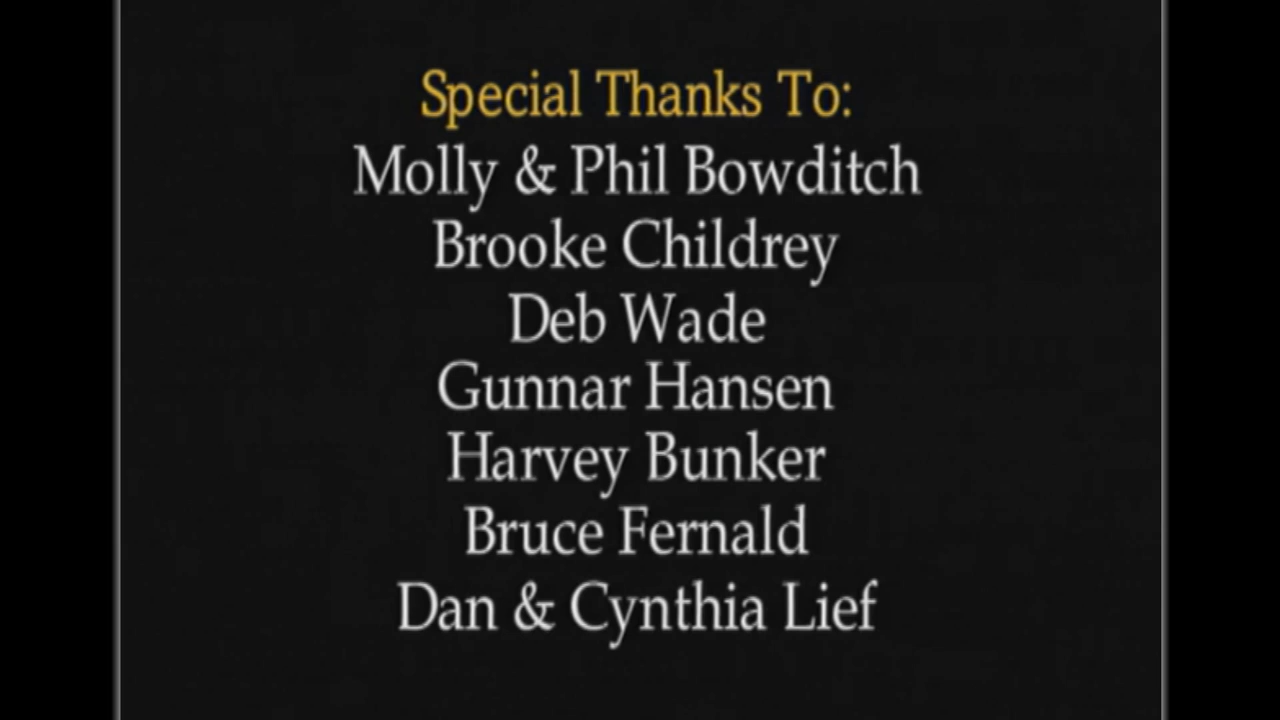 Special Thanks To:
Molly & Phil Bowditch
Brooke Childrey
Deb Wade
Gunnar Hansen
Harvey Bunker
Bruce Fernald
Dan & Cynthia Lief